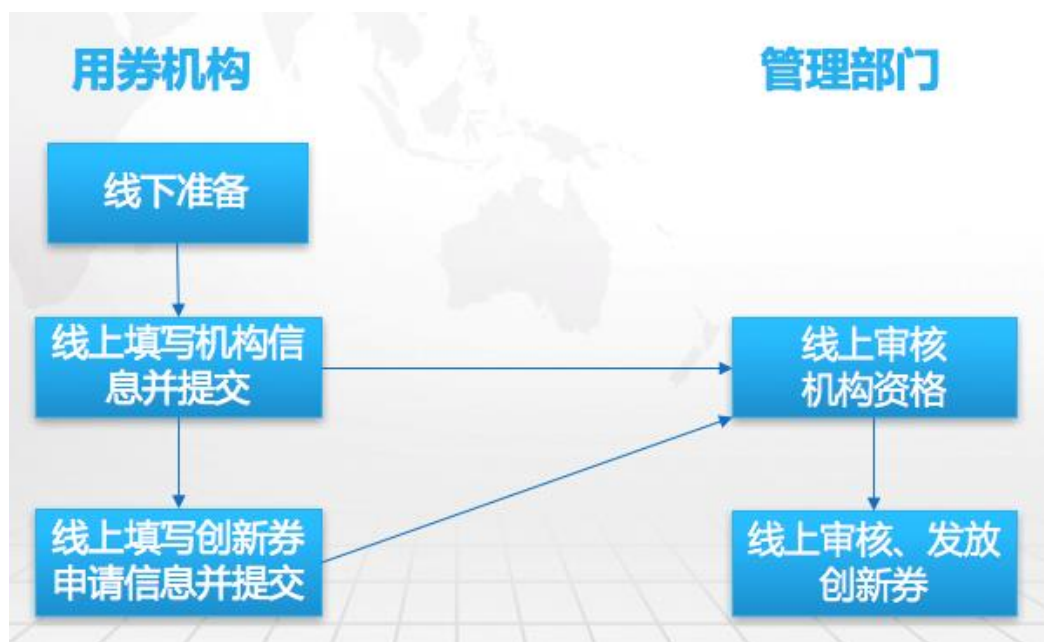 用券机构
管理部门
线下准备
线上填写机构信
息并提交
线上审核
机构资格
线上填写创新券
申请信息并提交
线上审核、发放
创新券